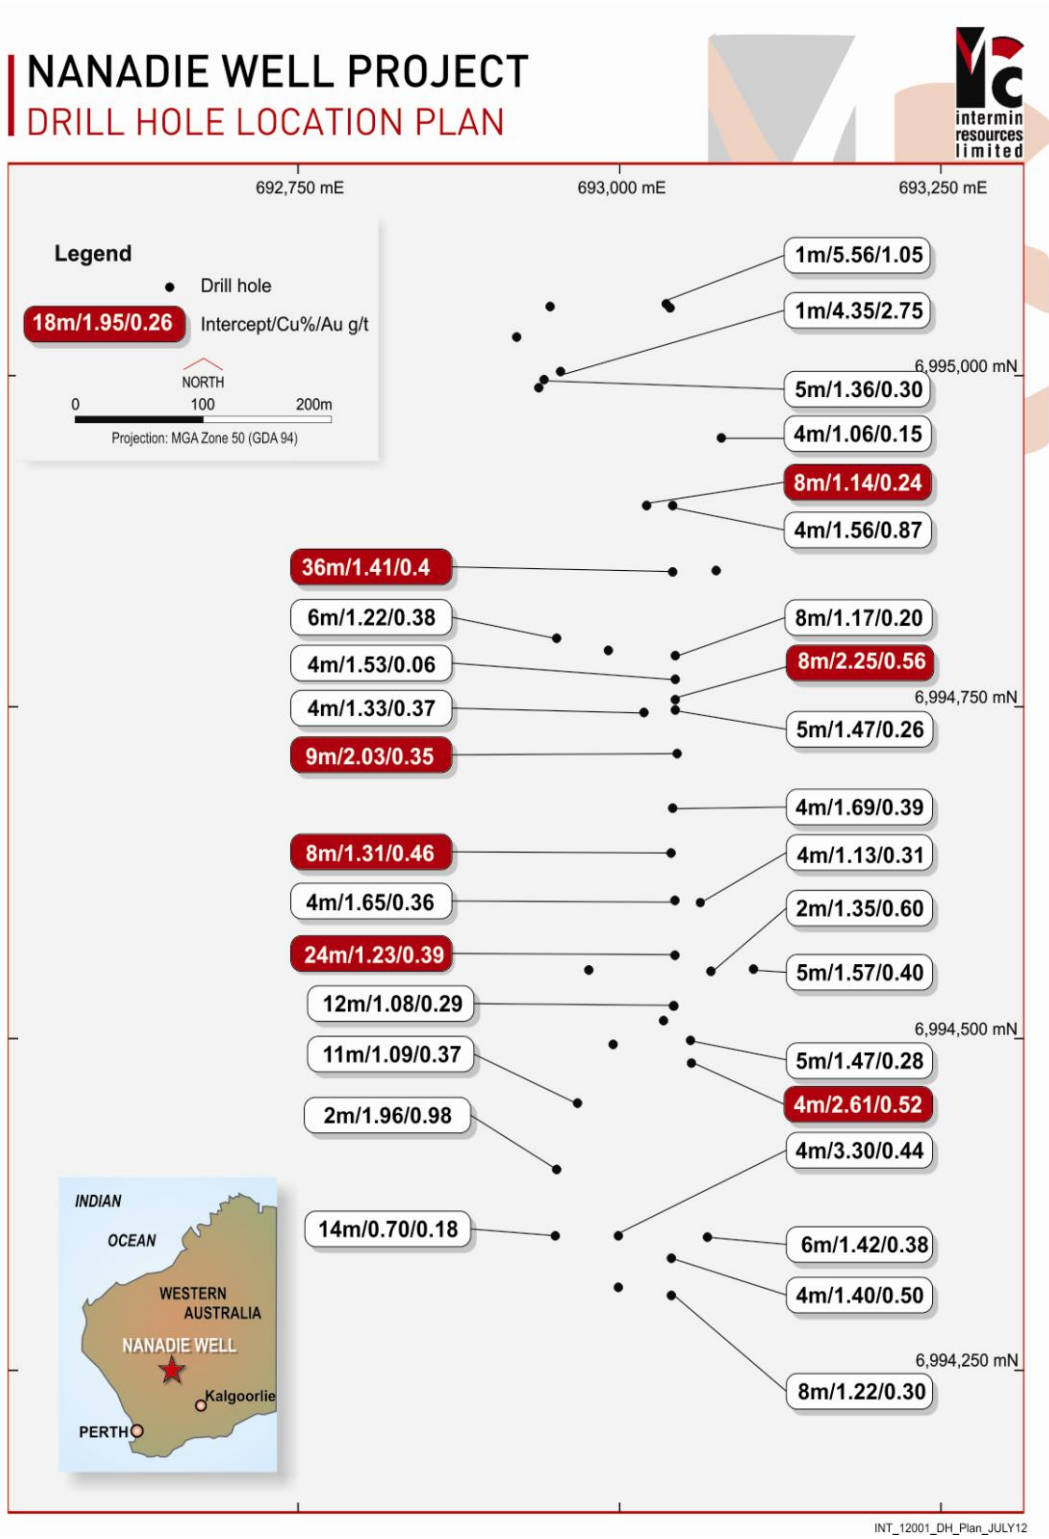 NANADIE WELL PROJECT
DRILL HOLE LOCATION PLAN
intermin
resources
limited
692,750 mE
693,000 mE
693,250 mE
Legend
Drill hole
18m/1.95/0.26
Intercept/Cu%/Au g/t
NORTH
0
100
200m
Projection: MGA Zone 50 (GDA 94)
1m/5.56/1.05
1m/4.35/2.75
6,995,000 mN
5m/1.36/0.30
4m/1.06/0.15
8m/1.14/0.24
4m/1.56/0.87
36m/1.41/0.4
6m/1.22/0.38
8m/1.17/0.20
4m/1.53/0.06
8m/2.25/0.56
6,994,750 mN
4m/1.33/0.37
5m/1.47/0.26
9m/2.03/0.35
4m/1.69/0.39
8m/1.31/0.46
4m/1.13/0.31
4m/1.65/0.36
2m/1.35/0.60
24m/1.23/0.39
5m/1.57/0.40
12m/1.08/0.29
6,994,500 mN
11m/1.09/0.37
5m/1.47/0.28
4m/2.61/0.52
2m/1.96/0.98
4m/3.30/0.44
14m/0.70/0.18
6m/1.42/0.38
4m/1.40/0.50
6,994,250 mN
8m/1.22/0.30
INDIAN
OCEAN
WESTERN
AUSTRALIA
NANADIE WELL
Kalgoorlie
PERTH
INT_12001_DH_Plan_JULY12